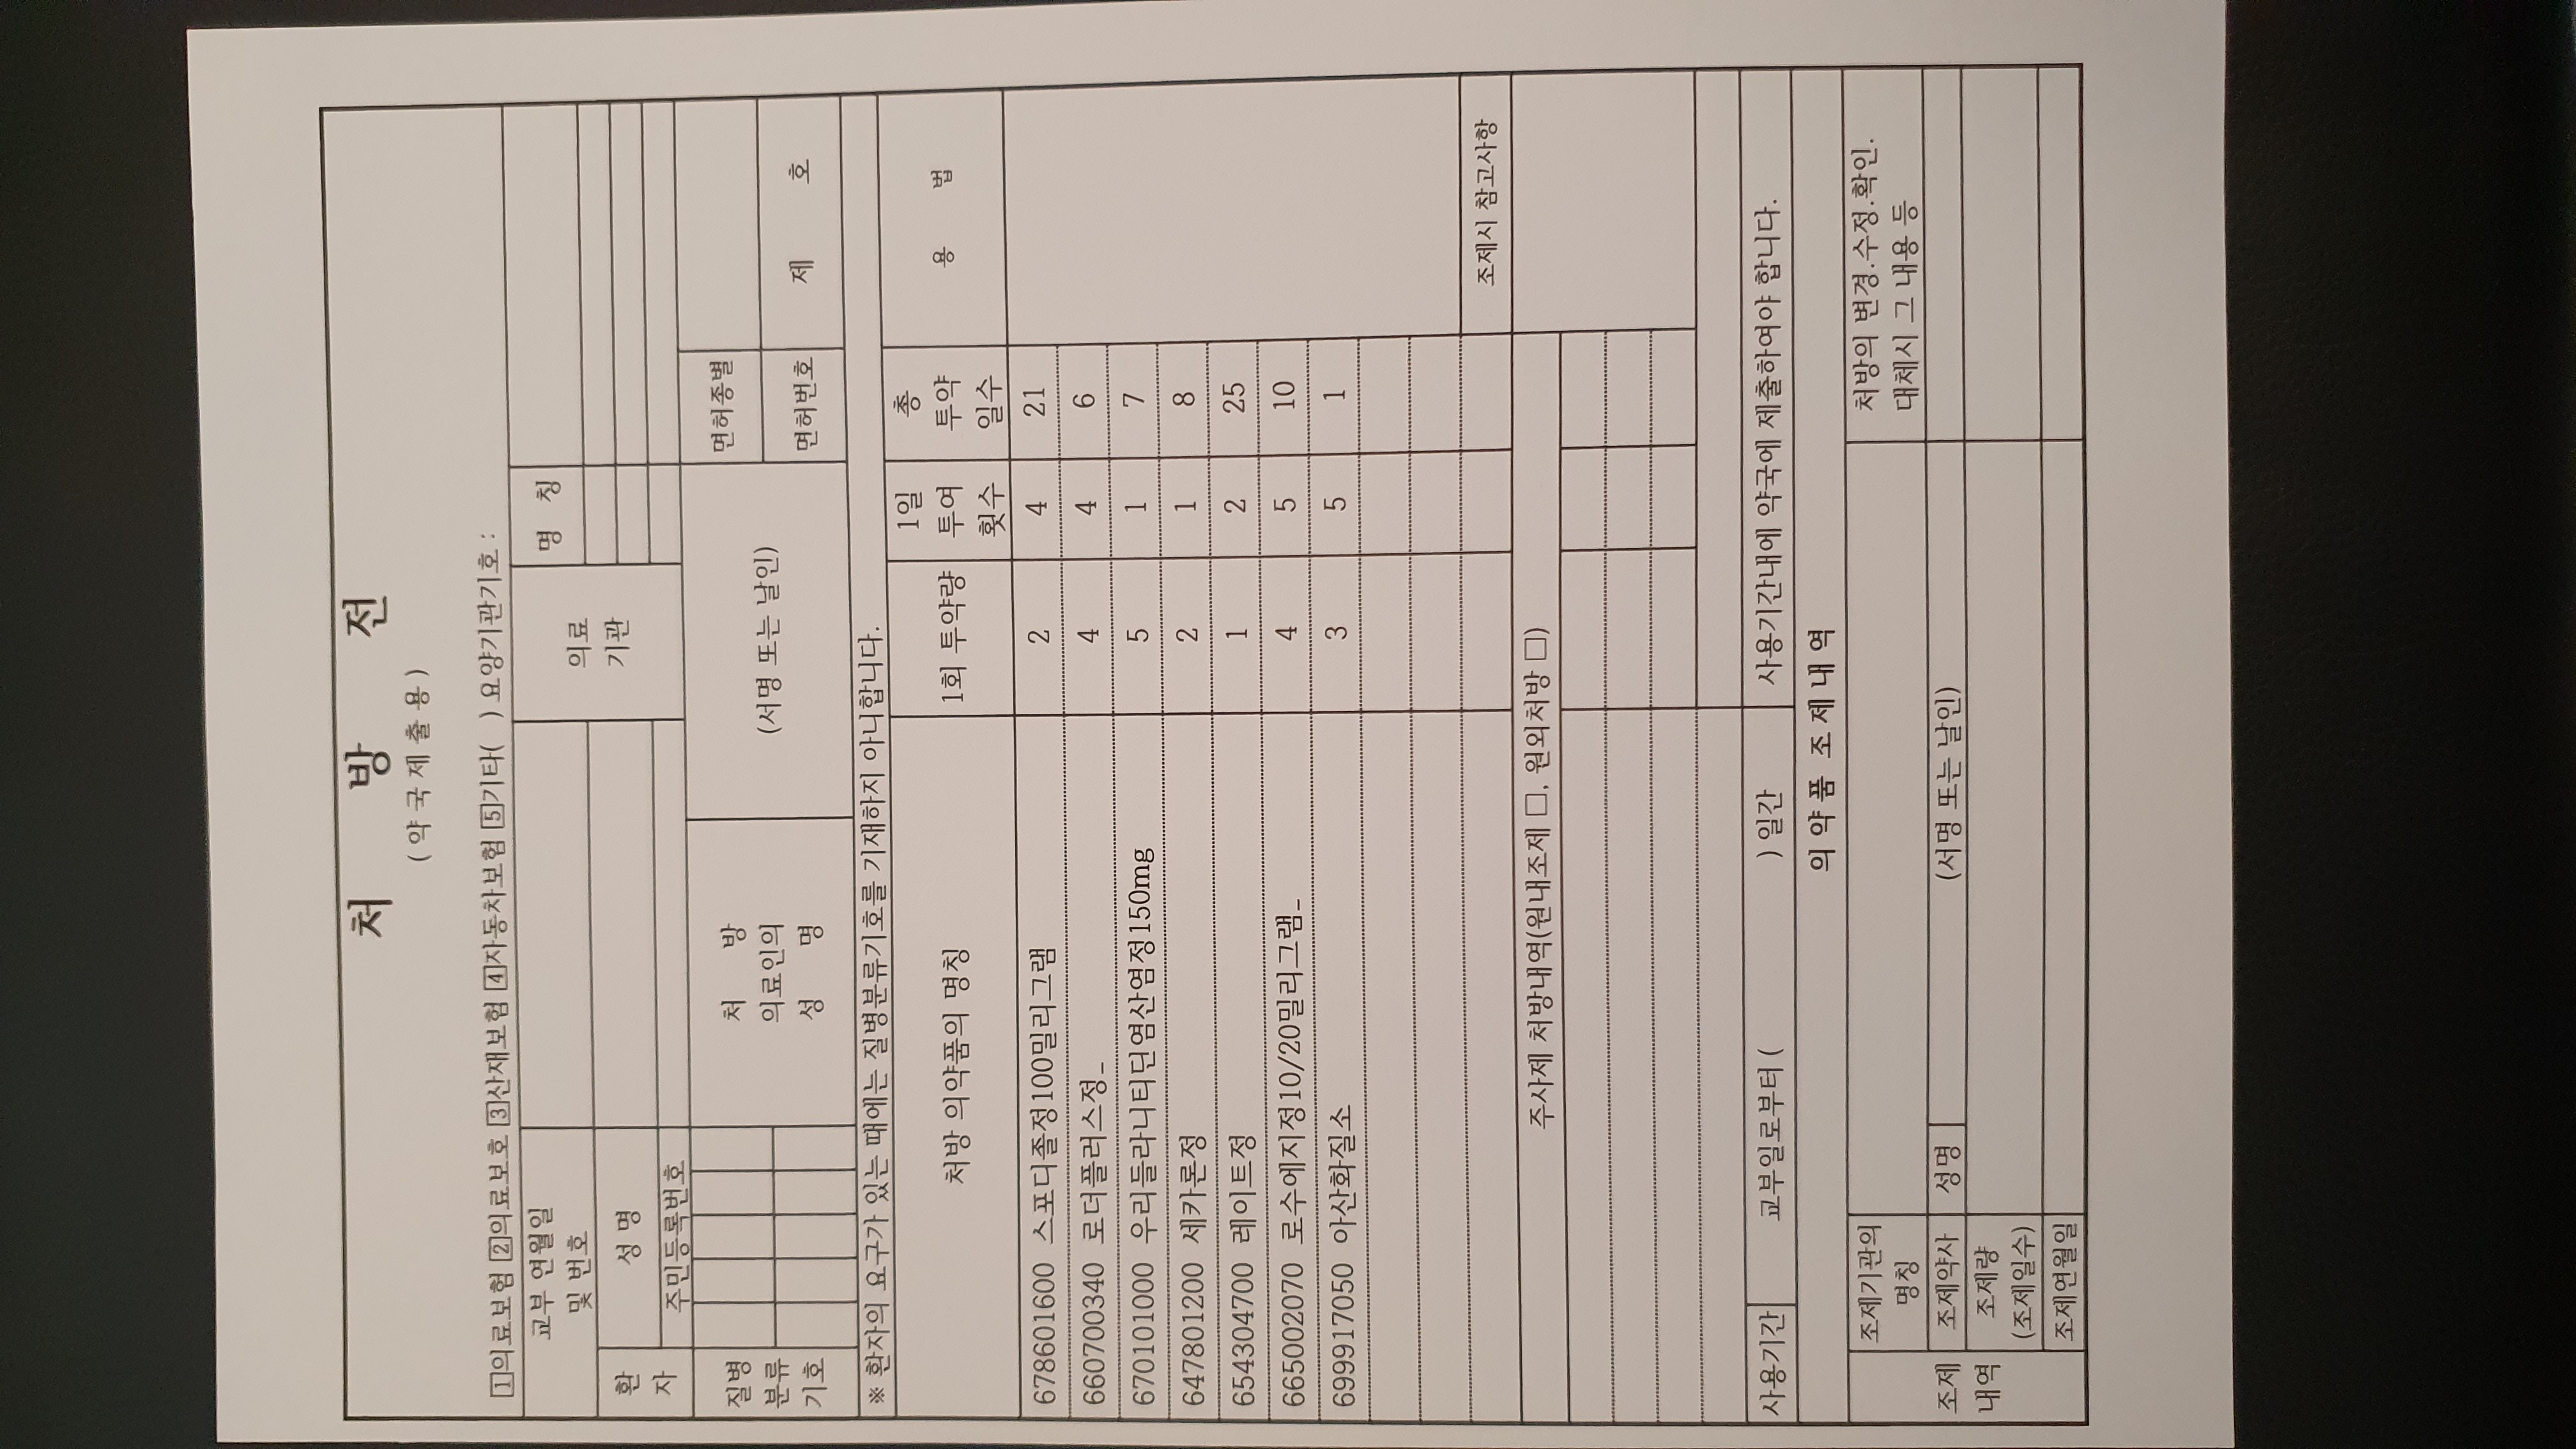 처 방 전
(약국제출용)
1의료보험 2의료보호 3산재보험 4자동차보험 5기타( ) 요양기관기호 :
교부 연월일
및 번호
의료
기관
명 칭
환
자
성 명
주민등록번호
질병
분류
기호
처 방
의료인의
성 명
(서명 또는 날인)
면허종별
면허번호
제 호
※ 환자의 요구가 있는 때에는 질병분류기호를 기재하지 아니합니다.
처방 의약품의 명칭
1회 투약량
1일
투여
횟수
총
투약
일수
용 법
678601600 스포디졸정100밀리그램 2 4 21
660700340 로더플러스정_ 4 4 6
670101000 우리들라니티딘염산염정150mg 5 1 7
647801200 세카론정 2 1 8
654304700 레이트정 1 2 25
665002070 로수에지정10/20밀리그램_ 4 5 10
699917050 아산화질소 3 5 1
조제시 참고사항
주사제 처방내역(원내조제 □, 원외처방 □)
사용기간
교부일로부터 ( ) 일간
사용기간내에 약국에 제출하여야 합니다.
의 약 품 조 제 내 역
조제
내역
조제기관의
명칭
처방의 변경.수정.확인.
대체시 그 내용 등
조제약사
성명
(서명 또는 날인)
조제량
(조제일수)
조제연월일